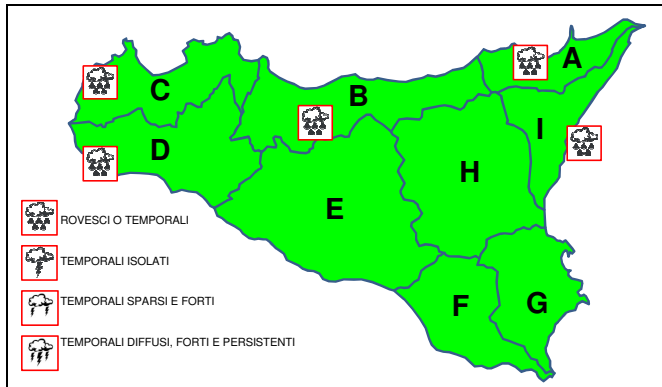 A
B
C
I
D
H
E
ROVESCI O TEMPORALI
TEMPORALI ISOLATI
TEMPORALI SPARSI E FORTI
F
G
TEMPORALI DIFFUSI, FORTI E PERSISTENTI